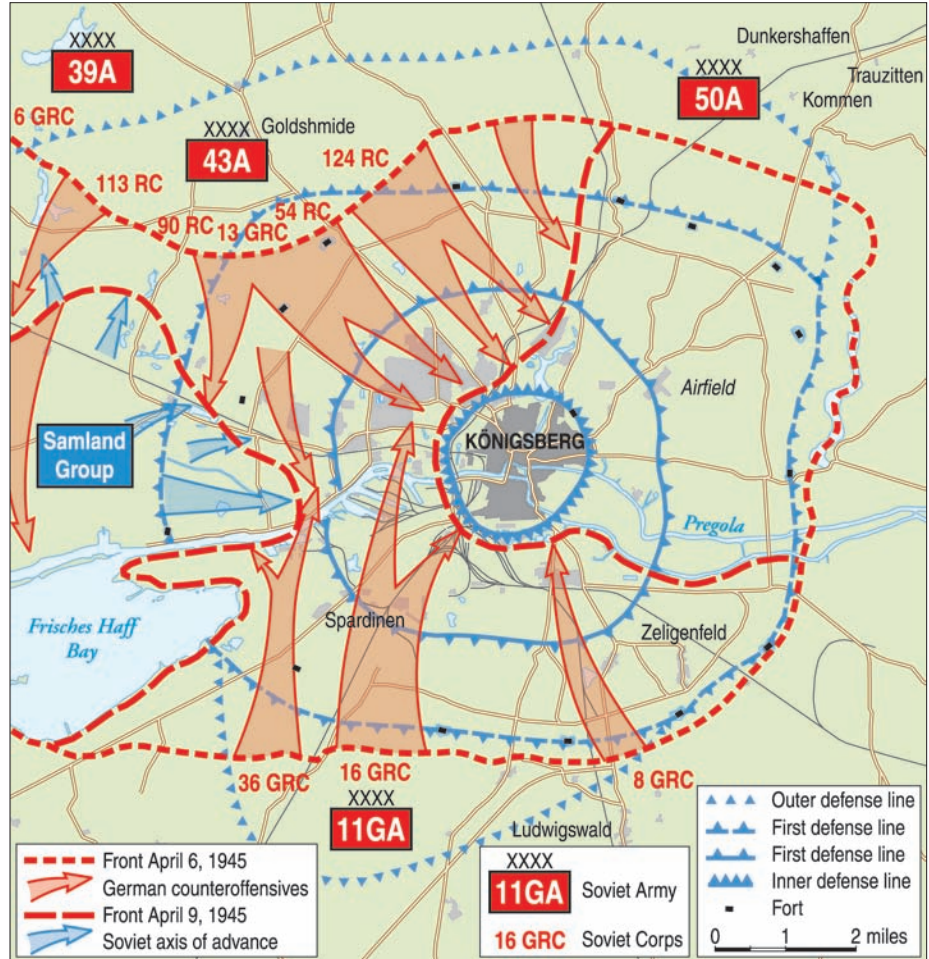 XXXX
39A
Dunkershaffen
XXXX
50A
Trauzitten
Kommen
6 GRC
XXXX
43A
Goldshmide
124 RC
113 RC
54 RC
90 RC
13 GRC
Airfield
Samland
Group
KÖNIGSBERG
Pregola
Frisches Haff
Bay
Spardinen
Zeligenfeld
36 GRC
16 GRC
8 GRC
XXXX
11GA
Ludwigswald
Front April 6, 1945
German counteroffensives
Front April 9, 1945
Soviet axis of advance
XXXX
11GA
Soviet Army
16 GRC
Soviet Corps
Outer defense line
First defense line
First defense line
Inner defense line
Fort
0 1 2 miles